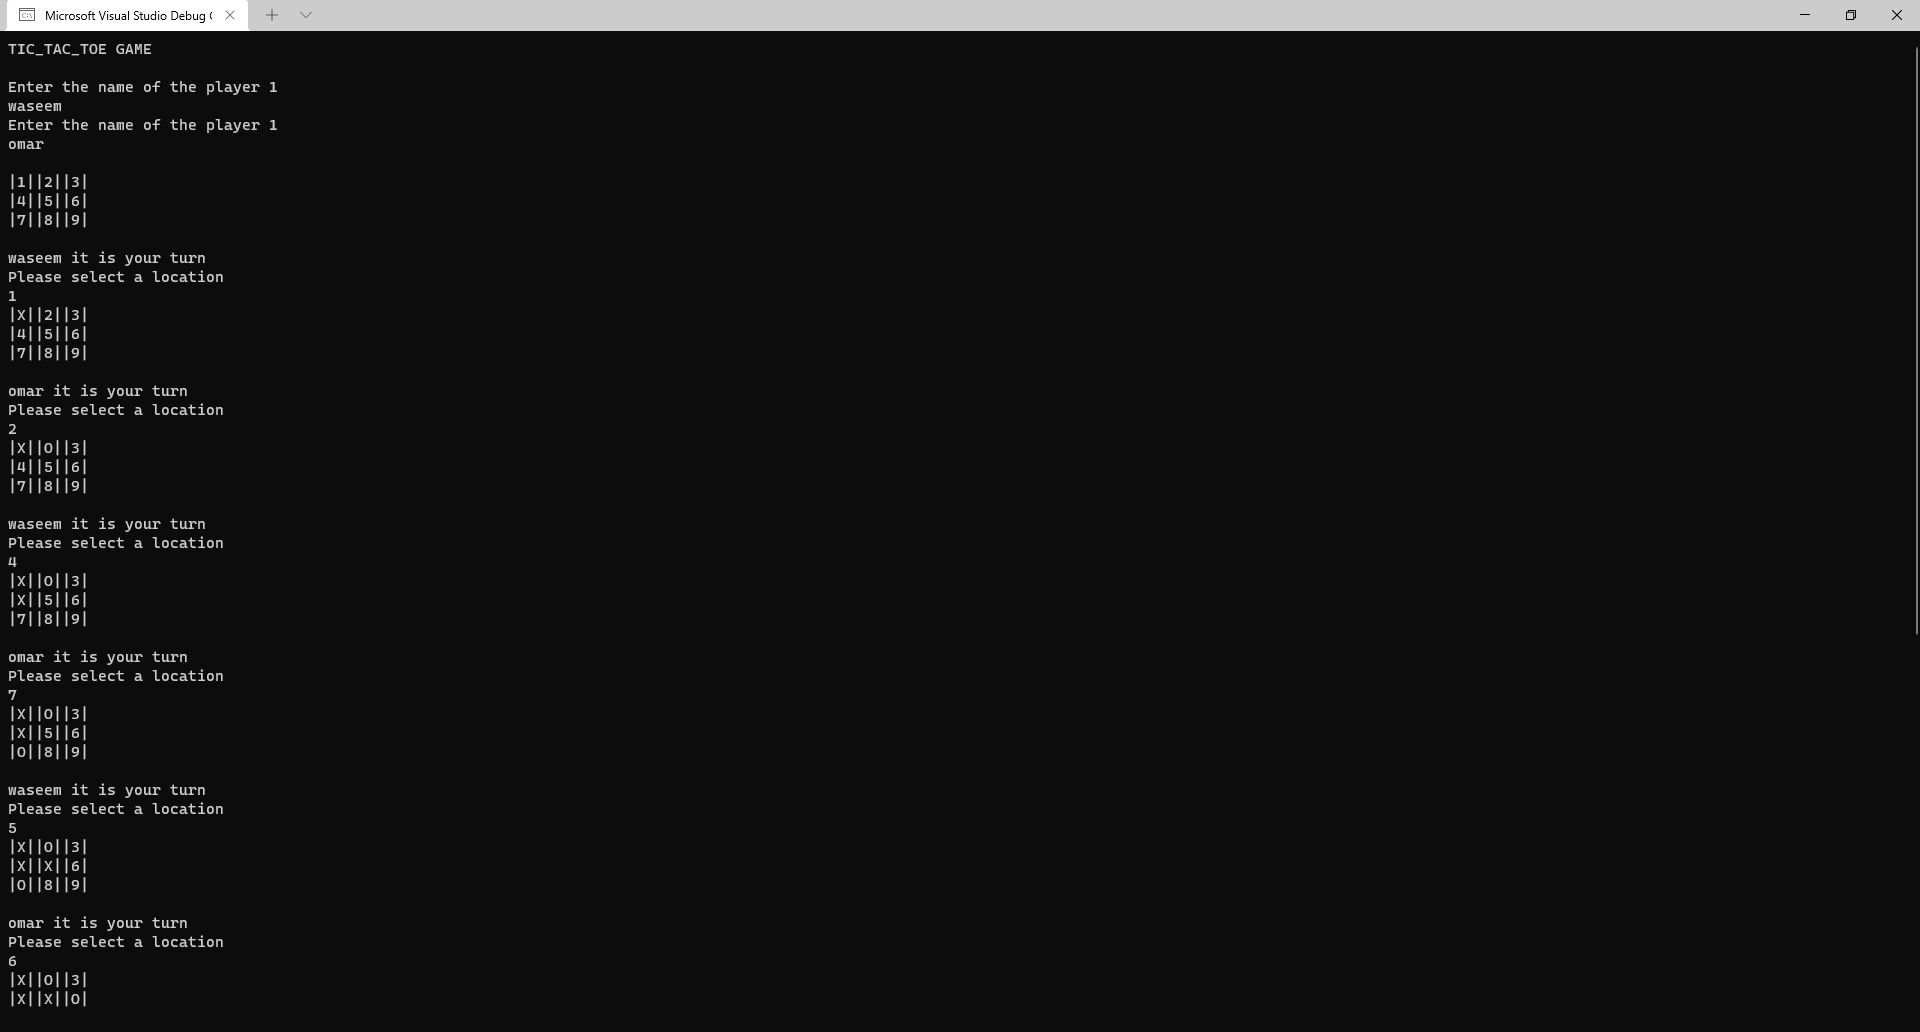 Microsoft Visual Studio Debug
TIC_TAC_TOE GAME
Enter the name of the player 1
waseem
Enter the name of the player 1
omar
|1||2||3|
|4||5||6|
|7||8||9|
waseem it is your turn
Please select a location
1
|X||2||3|
|4||5||6|
|7||8||9|
omar it is your turn
Please select a location
2
|X||O||3|
|4||5||6|
|7||8||9|
waseem it is your turn
Please select a location
4
|X||O||3|
|X||5||6|
|7||8||9|
omar it is your turn
Please select a location
7
|X||O||3|
|X||5||6|
|O||8||9|
waseem it is your turn
Please select a location
5
|X||O||3|
|X||X||6|
|O||8||9|
omar it is your turn
Please select a location
6
|X||O||3|
|X||X||O|